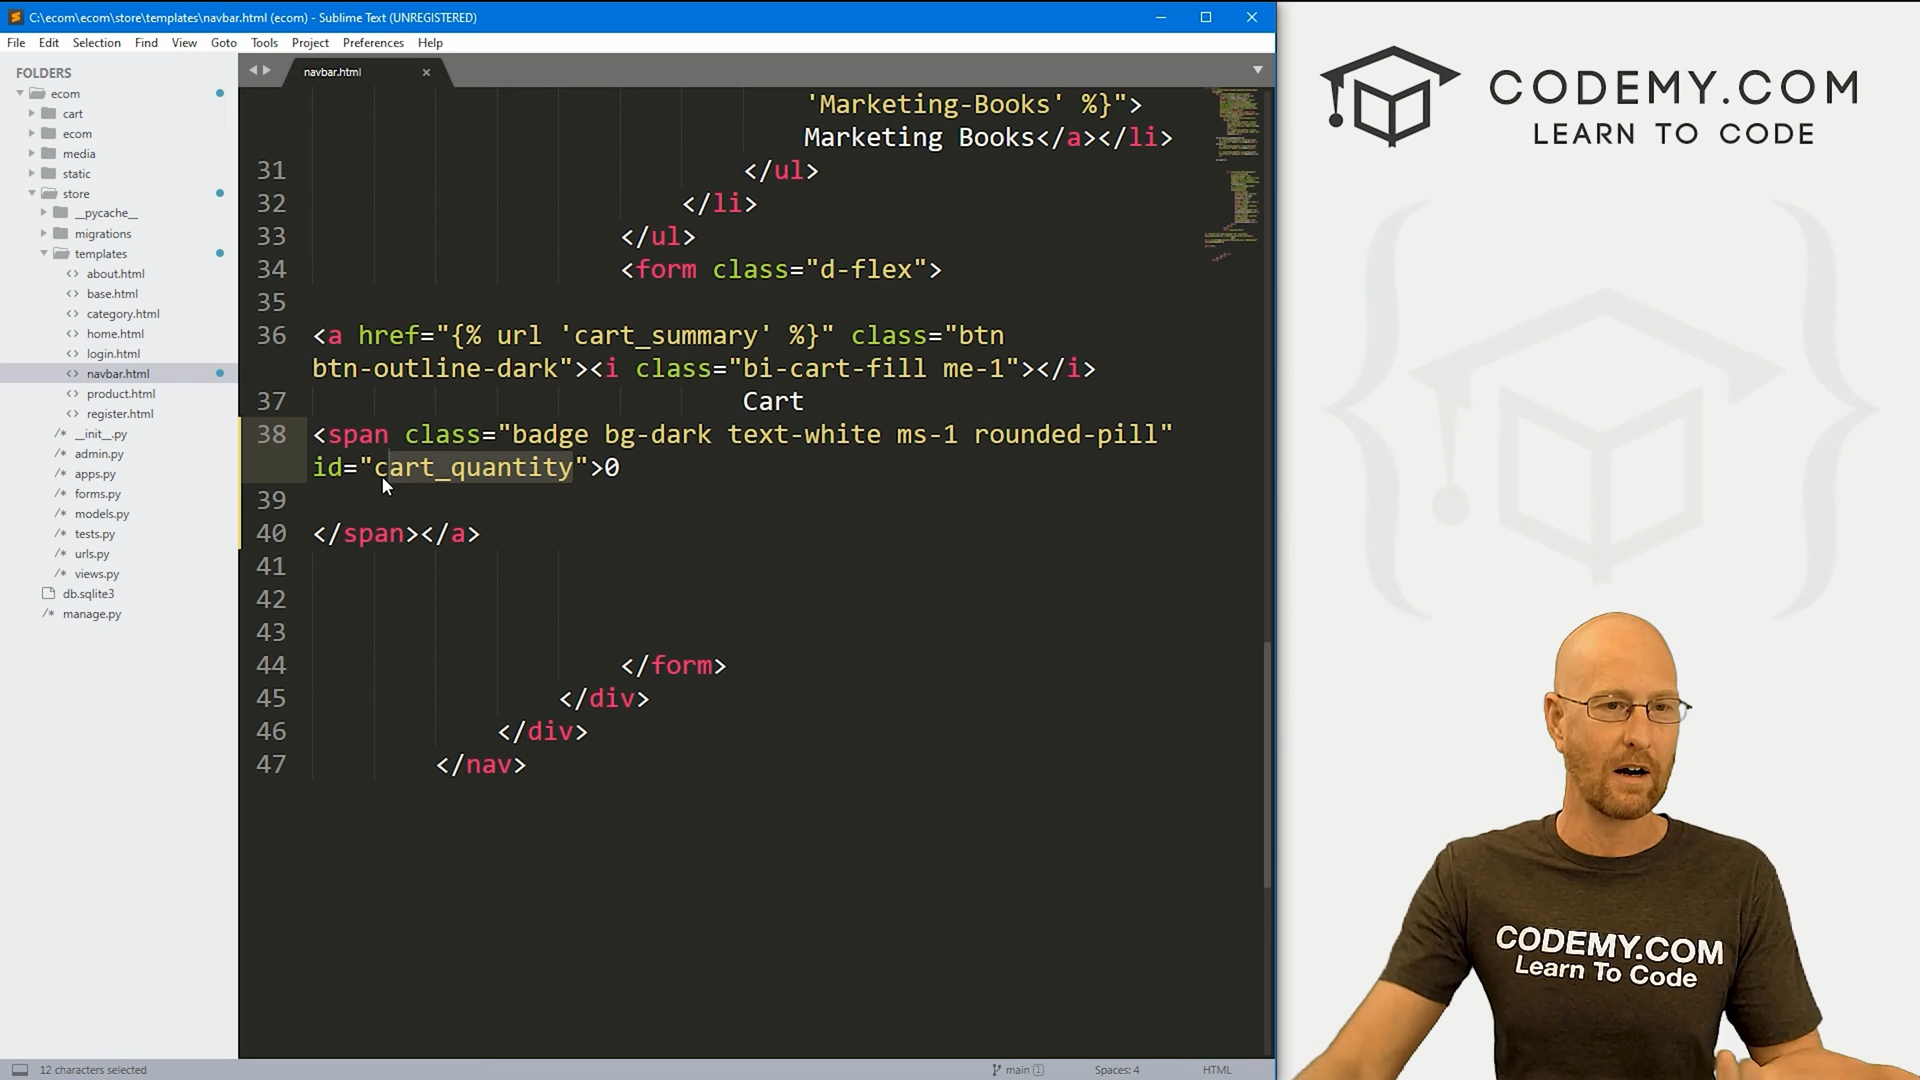 C:\ecom\ecom\store\templates\navbar.html (ecom) - Sublime Text (UNREGISTERED)
File Edit Selection Find View Goto Tools Project Preferences Help
FOLDERS
ecom
cart
ecom
media
static
store
__pycache__
migrations
templates
about.html
base.html
category.html
home.html
login.html
navbar.html
product.html
register.html
__init__.py
admin.py
apps.py
forms.py
models.py
tests.py
urls.py
views.py
db.sqlite3
manage.py
navbar.html
'Marketing-Books' %}">
Marketing Books</a></li>
31 </ul>
32 </li>
33 </ul>
34 <form class="d-flex">
35
36 <a href="{% url 'cart_summary' %}" class="btn
btn-outline-dark"><i class="bi-cart-fill me-1"></i>
37 Cart
38 <span class="badge bg-dark text-white ms-1 rounded-pill"
id="cart_quantity">0
39
40 </span></a>
41
42
43
44 </form>
45 </div>
46 </div>
47 </nav>
12 characters selected
main 1
Spaces: 4
HTML
CODEMY.COM
LEARN TO CODE
CODEMY.COM
Learn To Code